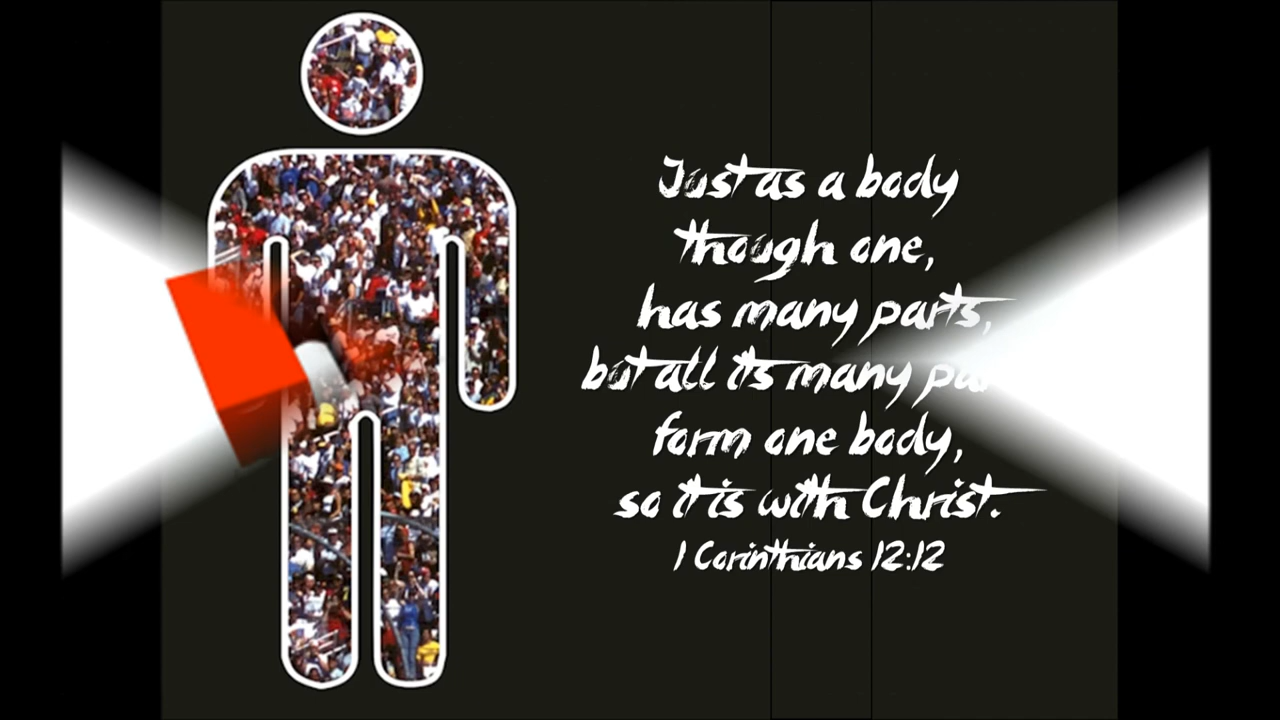 Just as a body
though one,
has many parts,
but all its many
form one body,
so it is with Christ.
1 Corinthians 12:12